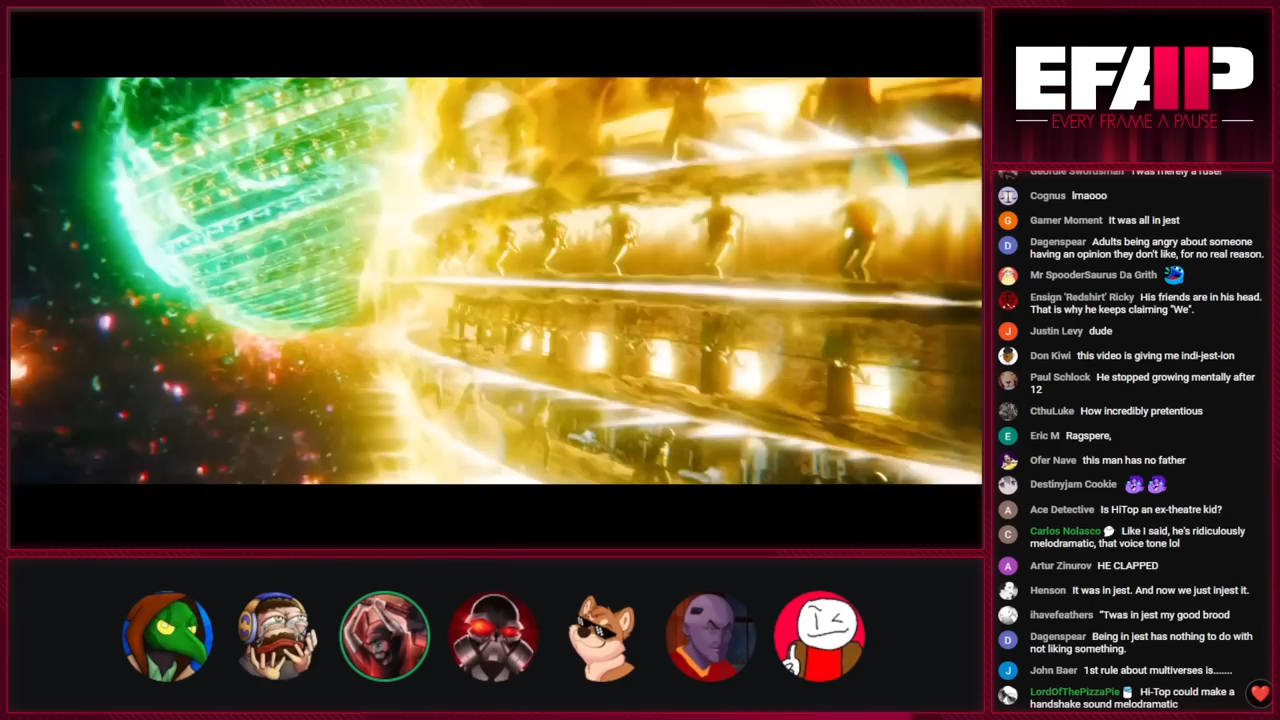 EFAP
EVERY FRAME A PAUSE
Geordie Swordsman I was merely a ruse!
Cognus lmaooo
G
Gamer Moment It was all in jest
D
Dagenspear Adults being angry about someone
having an opinion they don't like, for no real reason.
Mr SpooderSaurus Da Grith
Ensign 'Redshirt' Ricky His friends are in his head.
That is why he keeps claiming "We".
J
Justin Levy dude
Don Kiwi this video is giving me indi-jest-ion
Paul Schlock He stopped growing mentally after
12
CthuLuke How incredibly pretentious
E
Eric M Ragspere,
Ofer Nave this man has no father
Destinyjam Cookie
A
Ace Detective Is HiTop an ex-theatre kid?
C
Carlos Nolasco Like I said, he's ridiculously
melodramatic, that voice tone lol
A
Artur Zinurov HE CLAPPED
Henson It was in jest. And now we just injest it.
ihavefeathers "Twas in jest my good brood
D
Dagenspear Being in jest has nothing to do with
not liking something.
J
John Baer 1st rule about multiverses is.......
LordOfThePizzaPie Hi-Top could make a
handshake sound melodramatic